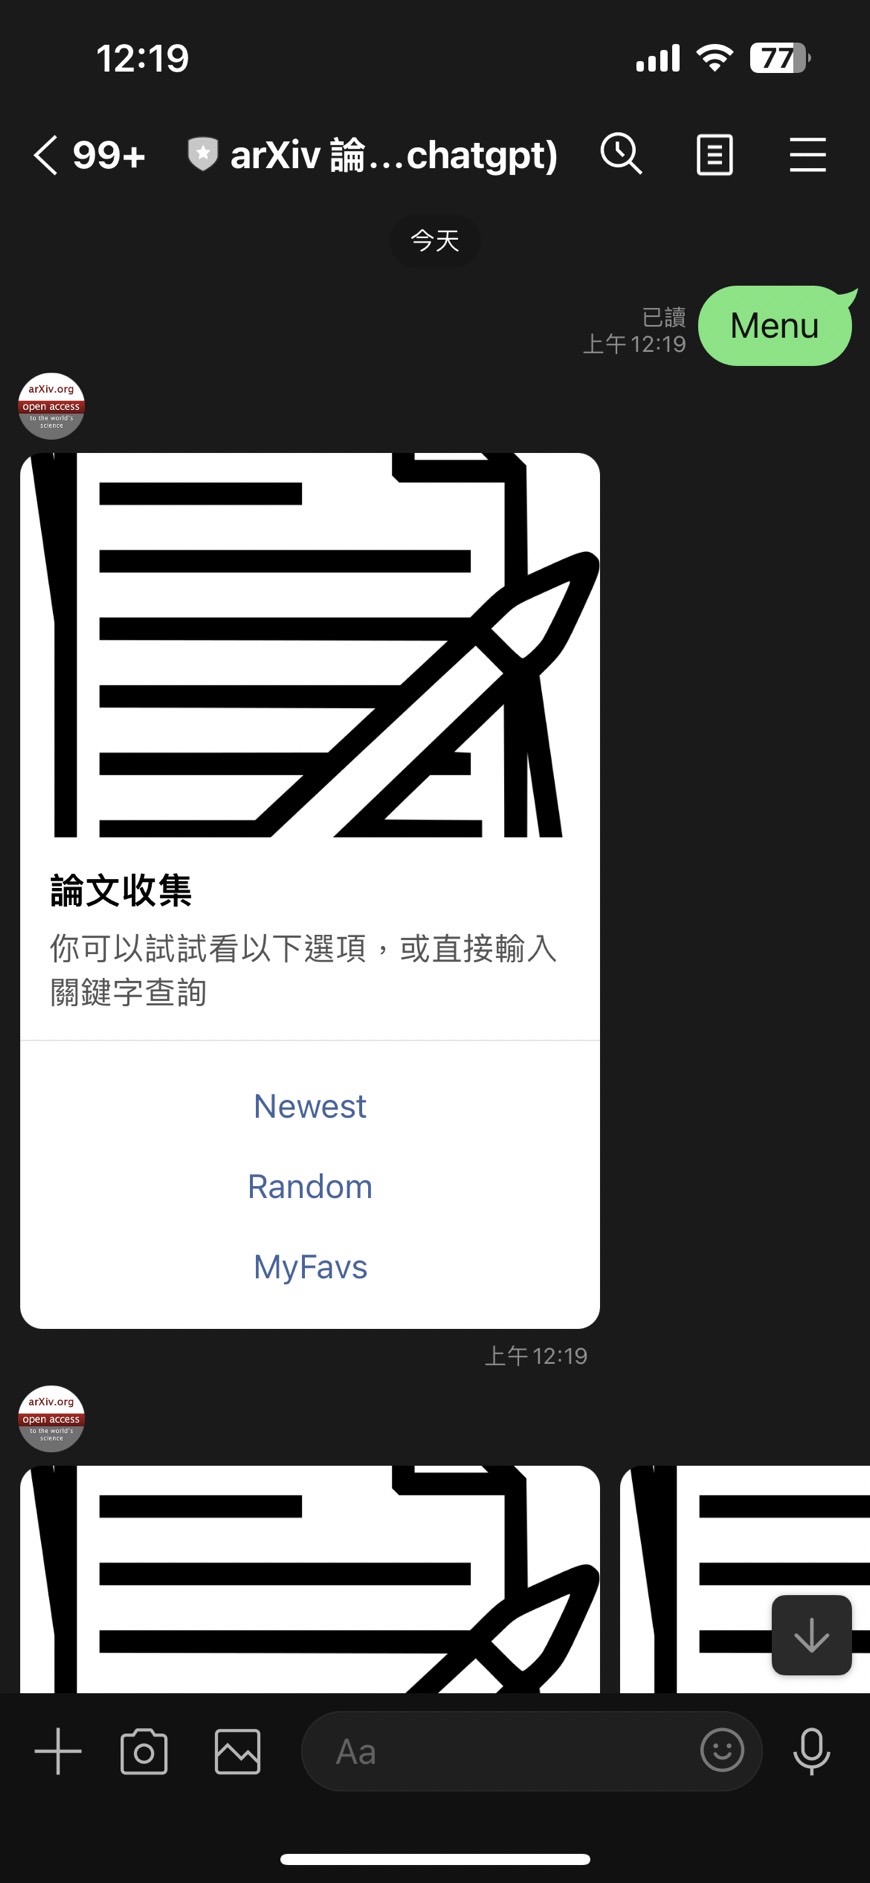 12:19
77
99+
arXiv 論…chatgpt)
今天
已讀
上午 12:19
Menu
arXiv.org
open access
to the world's
science
論文收集
你可以試試看以下選項，或直接輸入
關鍵字查詢
Newest
Random
MyFavs
上午 12:19
arXiv.org
open access
to the world's
science
Aa